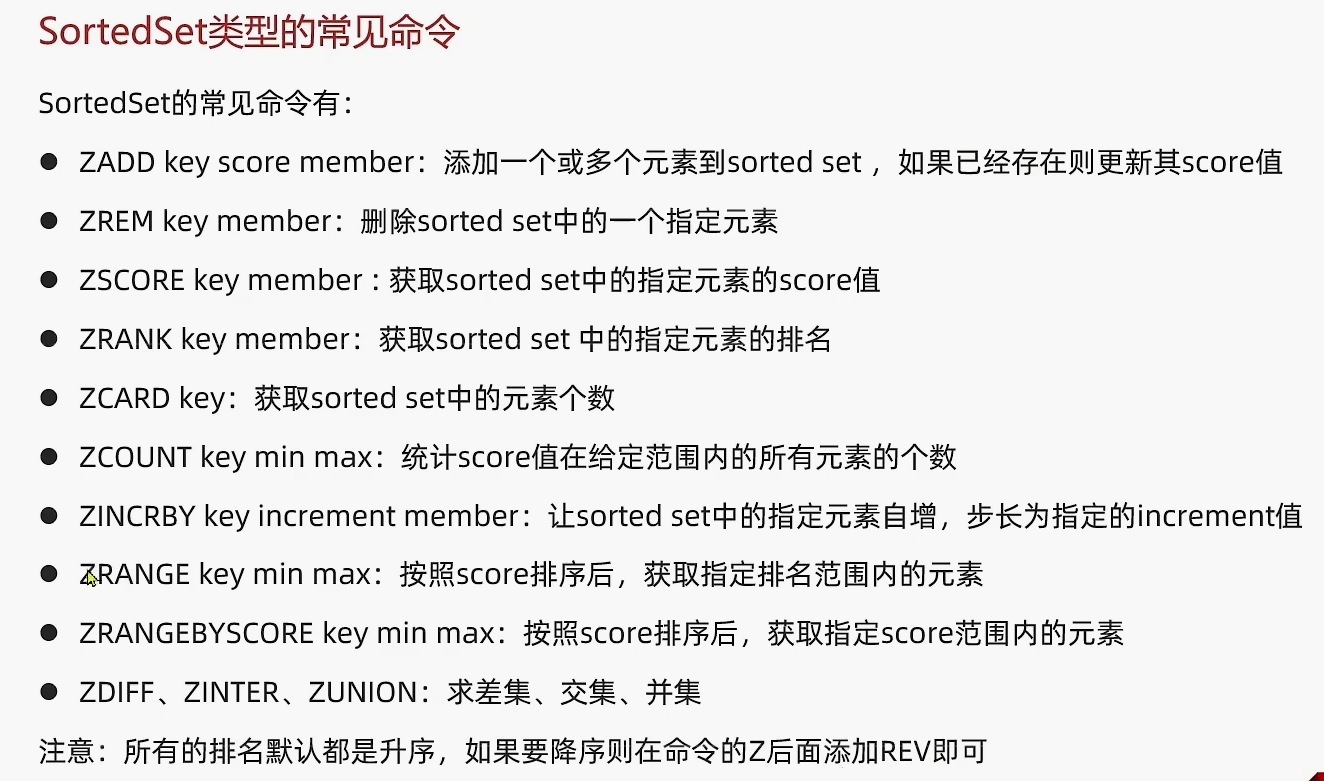 SortedSet类型的常见命令
SortedSet的常见命令有：
● ZADD key score member：添加一个或多个元素到sorted set ，如果已经存在则更新其score值
● ZREM key member：删除sorted set中的一个指定元素
● ZSCORE key member : 获取sorted set中的指定元素的score值
● ZRANK key member：获取sorted set 中的指定元素的排名
● ZCARD key：获取sorted set中的元素个数
● ZCOUNT key min max：统计score值在给定范围内的所有元素的个数
● ZINCRBY key increment member：让sorted set中的指定元素自增，步长为指定的increment值
● ZRANGE key min max：按照score排序后，获取指定排名范围内的元素
● ZRANGEBYSCORE key min max：按照score排序后，获取指定score范围内的元素
● ZDIFF、ZINTER、ZUNION：求差集、交集、并集
注意：所有的排名默认都是升序，如果要降序则在命令的Z后面添加REV即可